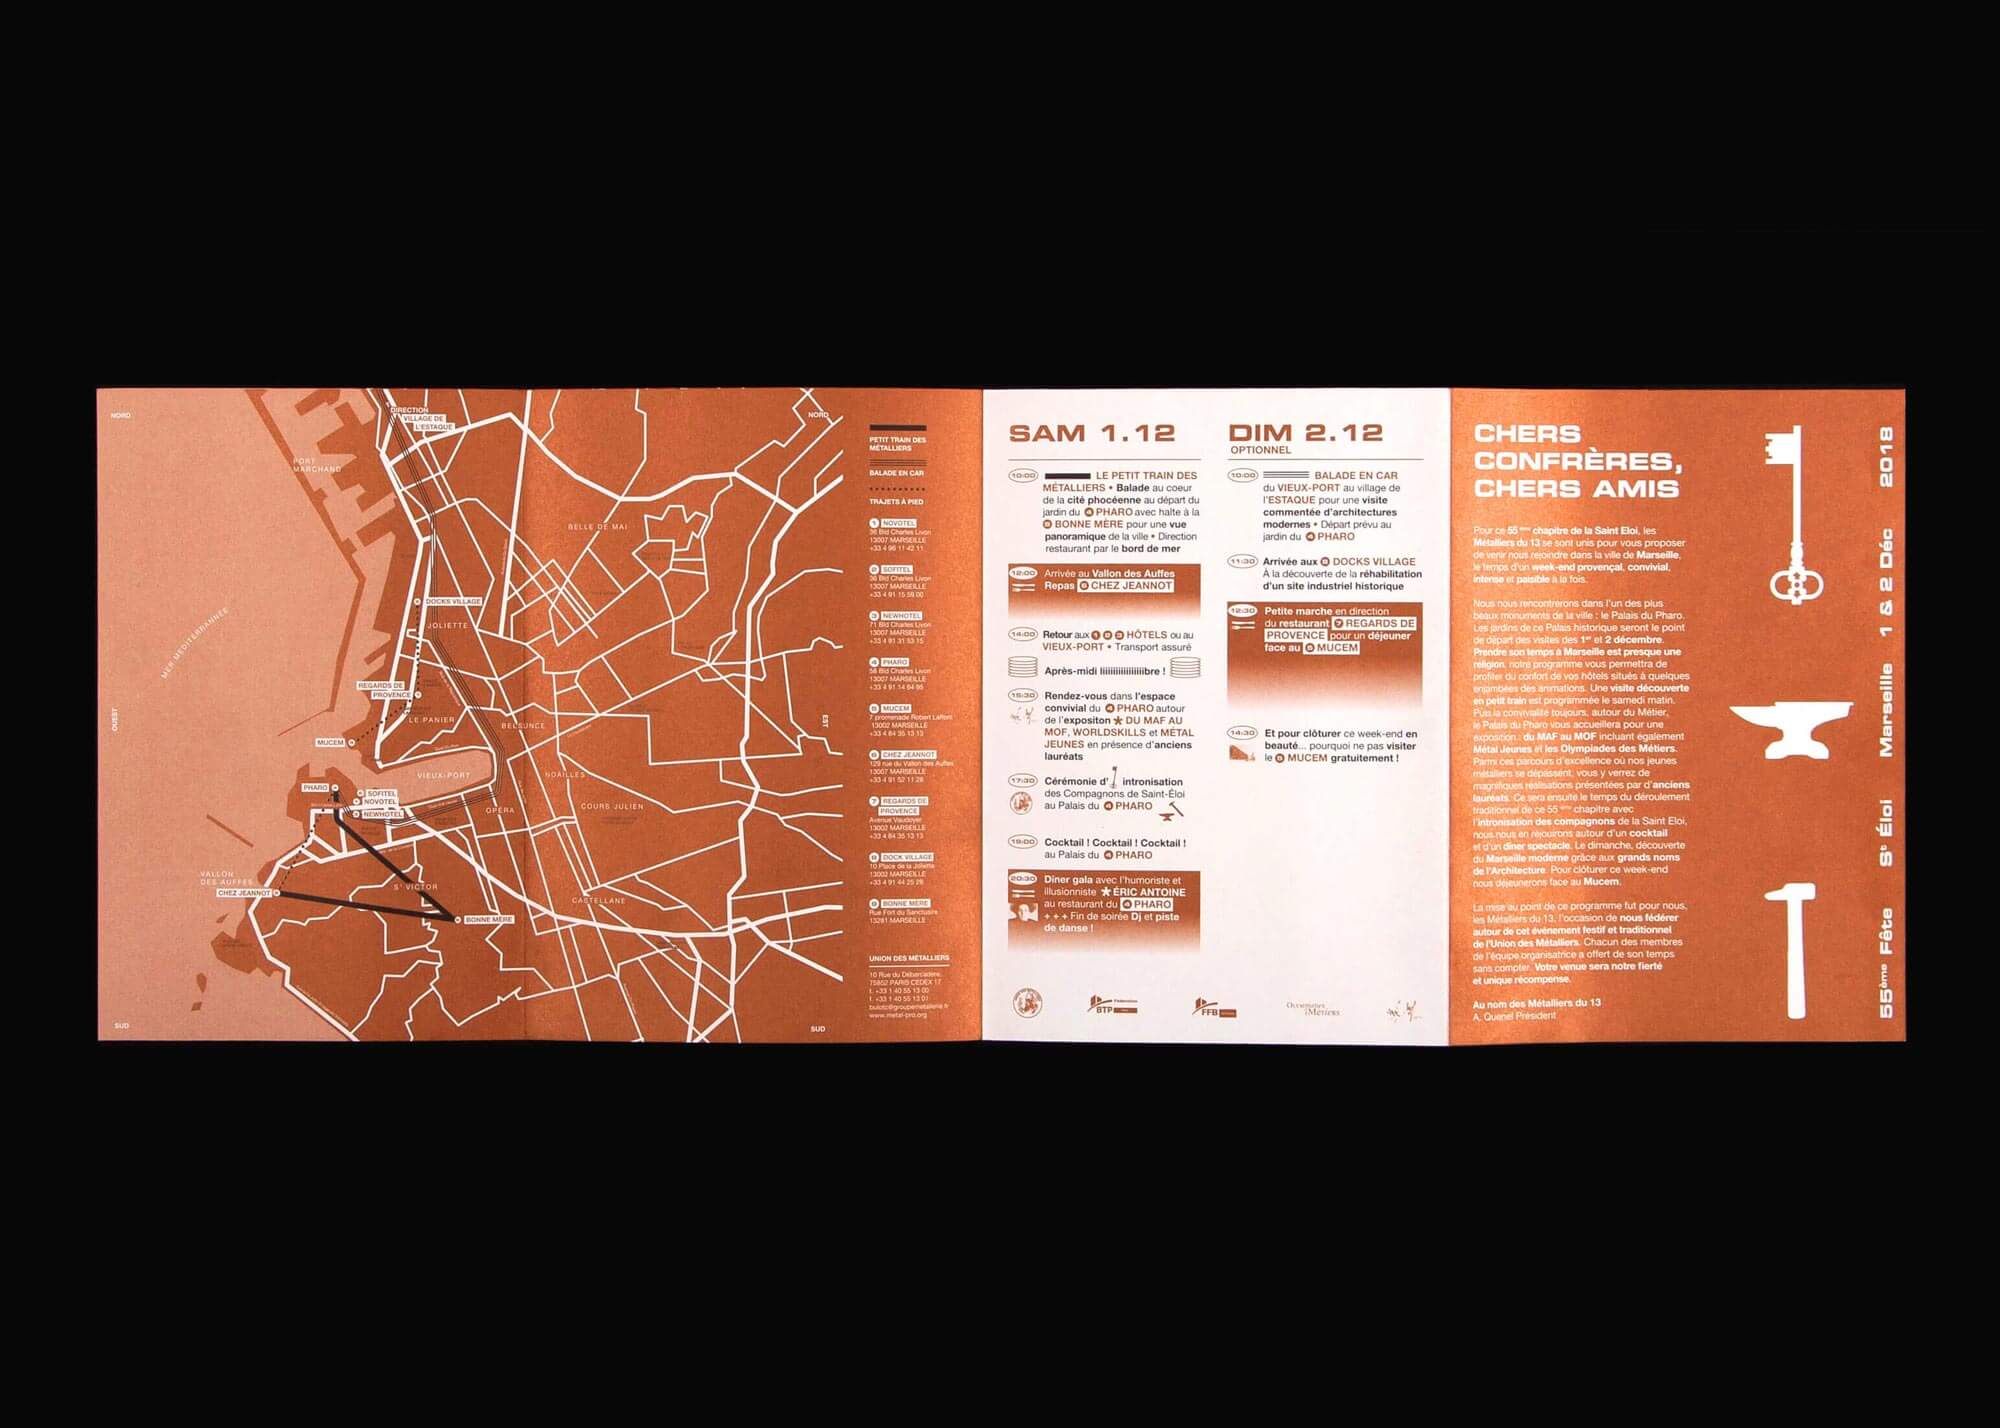 NORD
DIRECTION
VILLAGE DE
L'ESTAQUE
NORD
PORT
MARCHAND
BELLE DE MAI
MER MÉDITERRANNÉE
DOCKS VILLAGE
JOLIETTE
OUEST
EST
REGARDS DE
PROVENCE
LE PANIER
BELSUNCE
MUCEM
VIEUX-PORT
NOAILLES
PHARO
SOFITEL
NOVOTEL
NEWHOTEL
OPÉRA
COURS JULIEN
VALLON
DES AUFFES
CHEZ JEANNOT
ST VICTOR
CASTELLANE
BONNE MÈRE
SUD
SUD
PETIT TRAIN DES
MÉTALLIERS
BALADE EN CAR
TRAJETS À PIED
1 NOVOTEL
36 Bld Charles Livon
13007 MARSEILLE
+33 4 96 11 42 11
2 SOFITEL
36 Bld Charles Livon
13007 MARSEILLE
+33 4 91 15 59 00
3 NEWHOTEL
71 Bld Charles Livon
13007 MARSEILLE
+33 4 91 31 53 15
4 PHARO
58 Bld Charles Livon
13007 MARSEILLE
+33 4 91 14 64 95
5 MUCEM
7 promenade Robert Laffont
13002 MARSEILLE
+33 4 84 35 13 13
6 CHEZ JEANNOT
129 rue du Vallon des Auffes
13007 MARSEILLE
+33 4 91 52 11 28
7 REGARDS DE
PROVENCE
Avenue Vaudoyer
13002 MARSEILLE
+33 4 84 35 13 13
8 DOCK VILLAGE
10 Place de la Joliette
13002 MARSEILLE
+33 4 91 44 25 28
9 BONNE MÈRE
Rue Fort du Sanctuaire
13281 MARSEILLE
UNION DES MÉTALLIERS
10 Rue du Débarcadère,
75852 PARIS CEDEX 17
t. +33 1 40 55 13 00
f. +33 1 40 55 13 01
www.metal-pro.org
SAM 1.12
10:00 LE PETIT TRAIN DES
MÉTALLIERS • Balade au coeur
de la cité phocéenne au départ du
jardin du 4 PHARO avec halte à la
9 BONNE MÈRE pour une vue
panoramique de la ville • Direction
restaurant par le bord de mer
12:00 Arrivée au Vallon des Auffes
Repas 6 CHEZ JEANNOT
14:00 Retour aux 1 2 3 HÔTELS ou au
VIEUX-PORT • Transport assuré
Après-midi liiiiiiiiiiiiiiiiibre !
15:30 Rendez-vous dans l'espace
convivial du 4 PHARO autour
de l'expositon * DU MAF AU
MOF, WORLDSKILLS et MÉTAL
JEUNES en présence d'anciens
lauréats
17:30 Cérémonie d' intronisation
des Compagnons de Saint-Éloi
au Palais du 4 PHARO
19:00 Cocktail ! Cocktail ! Cocktail !
au Palais du 4 PHARO
20:30 Diner gala avec l'humoriste et
illusionniste * ÉRIC ANTOINE
au restaurant du 4 PHARO
+ + + Fin de soirée Dj et piste
de danse !
DIM 2.12
OPTIONNEL
10:00 BALADE EN CAR
du VIEUX-PORT au village de
l'ESTAQUE pour une visite
commentée d'architectures
modernes • Départ prévu au
jardin du 4 PHARO
11:30 Arrivée aux 8 DOCKS VILLAGE
À la découverte de la réhabilitation
d'un site industriel historique
12:30 Petite marche en direction
du restaurant 7 REGARDS DE
PROVENCE pour un déjeuner
face au 5 MUCEM
14:30 Et pour clôturer ce week-end en
beauté... pourquoi ne pas visiter
le 5 MUCEM gratuitement !
Fédération
BTP
FFB
Olympiades
des Métiers
CHERS
CONFRÈRES,
CHERS AMIS
Pour ce 55 ème chapitre de la Saint Eloi, les
Métalliers du 13 se sont unis pour vous proposer
de venir nous rejoindre dans la ville de Marseille,
le temps d'un week-end provençal, convivial,
intense et paisible à la fois.
Nous nous rencontrerons dans l'un des plus
beaux monuments de la ville : le Palais du Pharo.
Les jardins de ce Palais historique seront le point
de départ des visites des 1er et 2 décembre.
Prendre son temps à Marseille est presque une
religion, notre programme vous permettra de
profiter du confort de vos hôtels situés à quelques
enjambées des animations. Une visite découverte
en petit train est programmée le samedi matin.
Puis la convivialité toujours, autour du Métier,
le Palais du Pharo vous accueillera pour une
exposition : du MAF au MOF incluant également
Métal Jeunes et les Olympiades des Métiers.
Parmi ces parcours d'excellence où nos jeunes
métalliers se dépassent, vous y verrez de
magnifiques réalisations présentées par d'anciens
lauréats. Ce sera ensuite le temps du déroulement
traditionnel de ce 55 ème chapitre avec
l'intronisation des compagnons de la Saint Eloi,
nous nous en réjouirons autour d'un cocktail
et d'un dîner spectacle. Le dimanche, découverte
du Marseille moderne grâce aux grands noms
de l'Architecture. Pour clôturer ce week-end
nous déjeunerons face au Mucem.
La mise au point de ce programme fut pour nous,
les Métalliers du 13, l'occasion de nous fédérer
autour de cet événement festif et traditionnel
de l'Union des Métalliers. Chacun des membres
de l'équipe organisatrice a offert de son temps
sans compter. Votre venue sera notre fierté
et unique récompense.
Au nom des Métalliers du 13
A. Quenel Président
55ème Fête St Éloi Marseille 1 & 2 Déc 2018